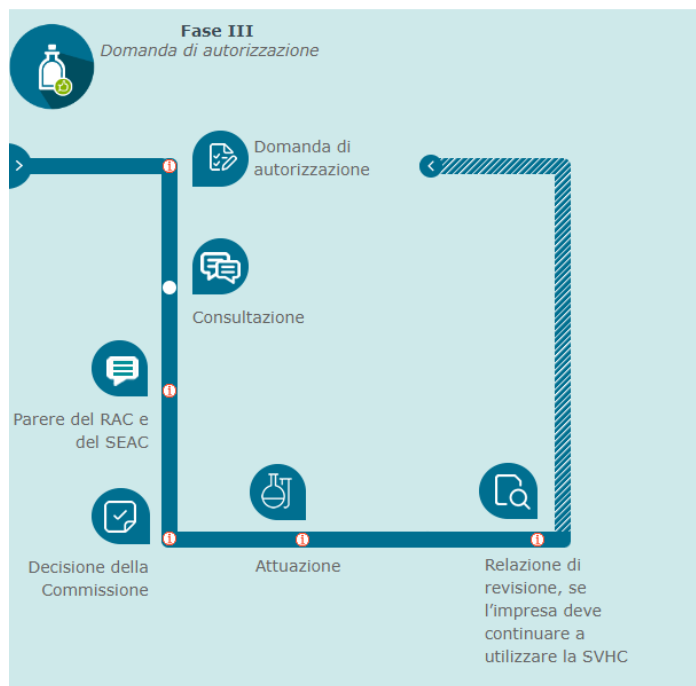 Fase III
Domanda di autorizzazione
Domanda di
autorizzazione
Consultazione
Parere del RAC e
del SEAC
Decisione della
Commissione
Attuazione
Relazione di
revisione, se
l’impresa deve
continuare a
utilizzare la SVHC